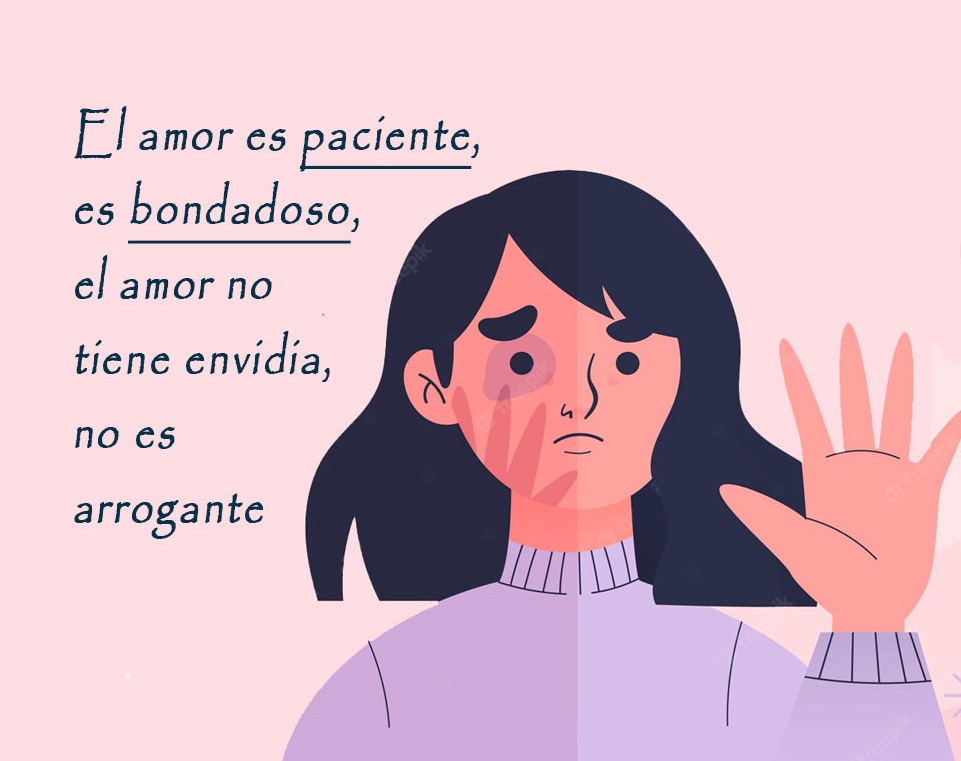 El amor es paciente,
es bondadoso,
el amor no
tiene envidia,
no es
arrogante